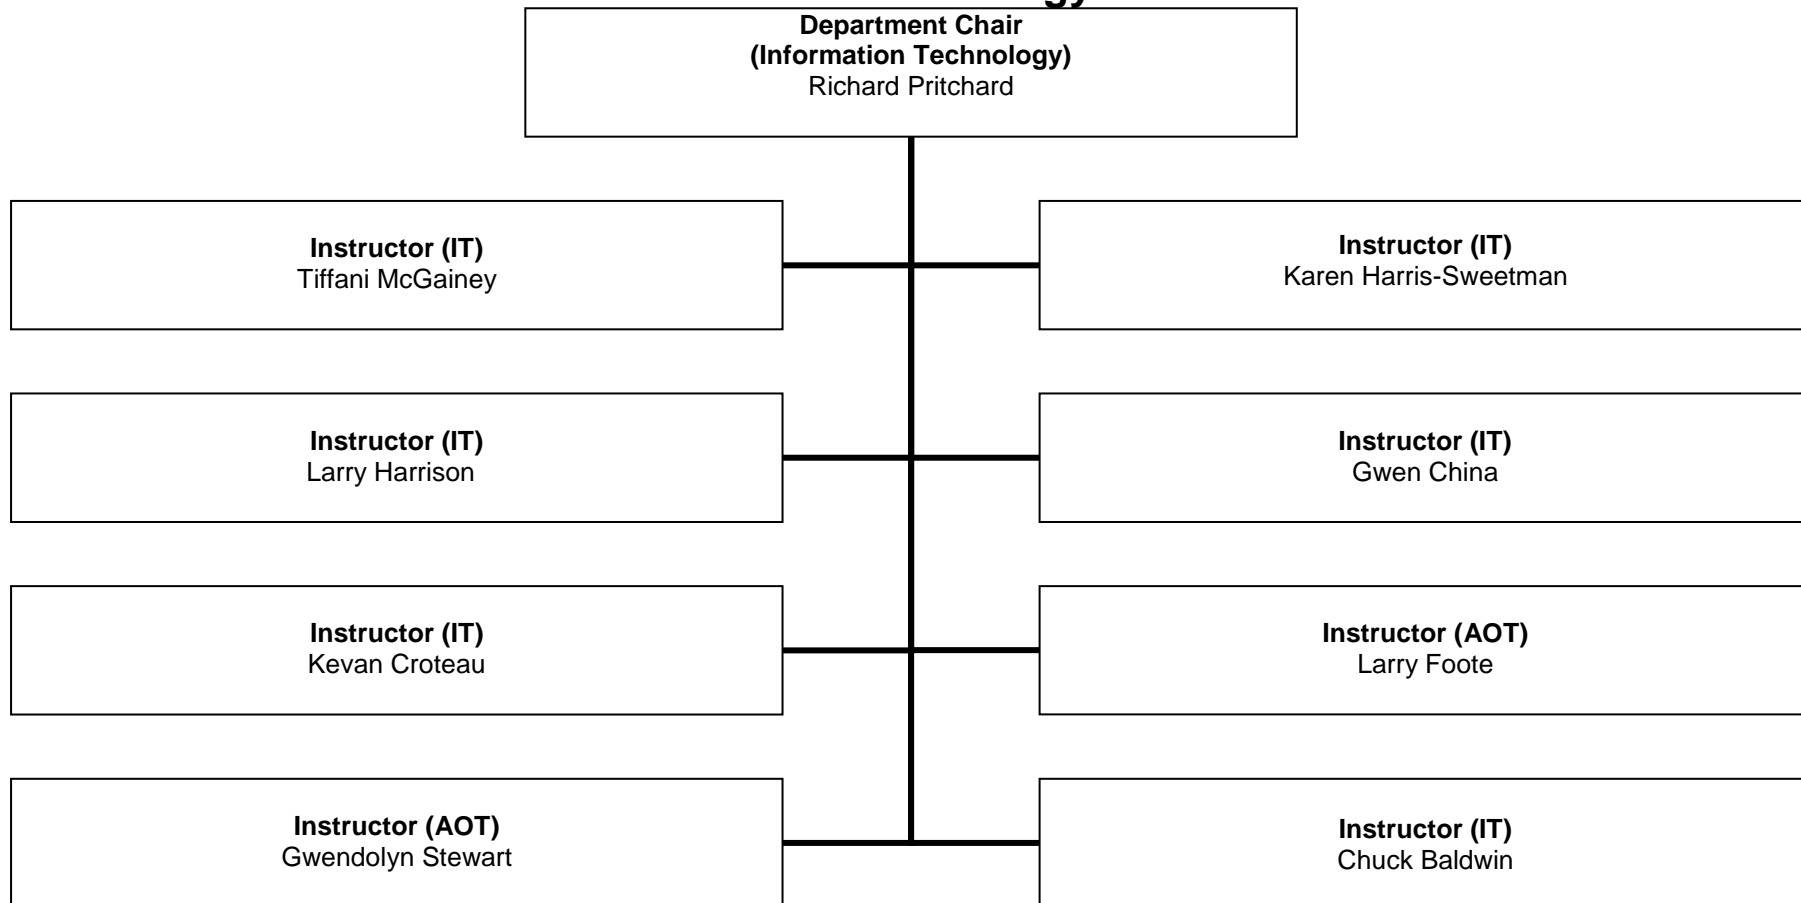 Department Chair
(Information Technology)
Richard Pritchard
Instructor (IT)
Tiffani McGainey
Instructor (IT)
Karen Harris-Sweetman
Instructor (IT)
Larry Harrison
Instructor (IT)
Gwen China
Instructor (IT)
Kevan Croteau
Instructor (AOT)
Larry Foote
Instructor (AOT)
Gwendolyn Stewart
Instructor (IT)
Chuck Baldwin